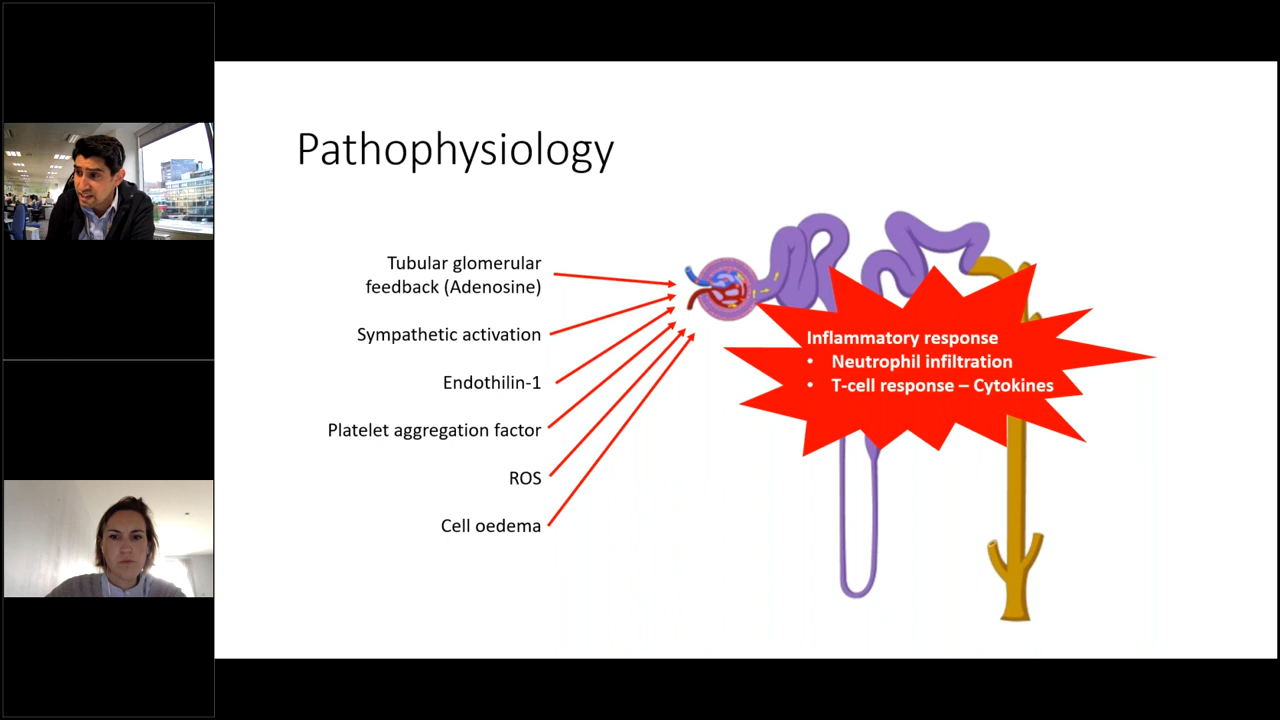 Pathophysiology
Tubular glomerular
feedback (Adenosine)
Sympathetic activation
Endothilin-1
Platelet aggregation factor
ROS
Cell oedema
Inflammatory response
• Neutrophil infiltration
• T-cell response – Cytokines